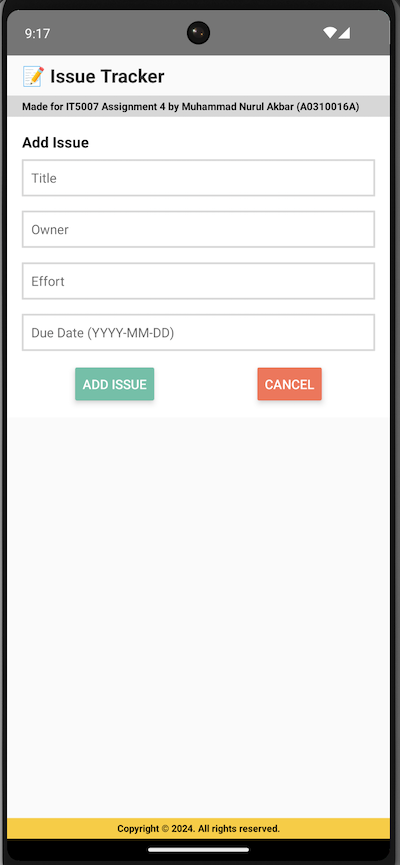 9:17
📝 Issue Tracker
Made for IT5007 Assignment 4 by Muhammad Nurul Akbar (A0310016A)
Add Issue
Title
Owner
Effort
Due Date (YYYY-MM-DD)
ADD ISSUE CANCEL
Copyright © 2024. All rights reserved.